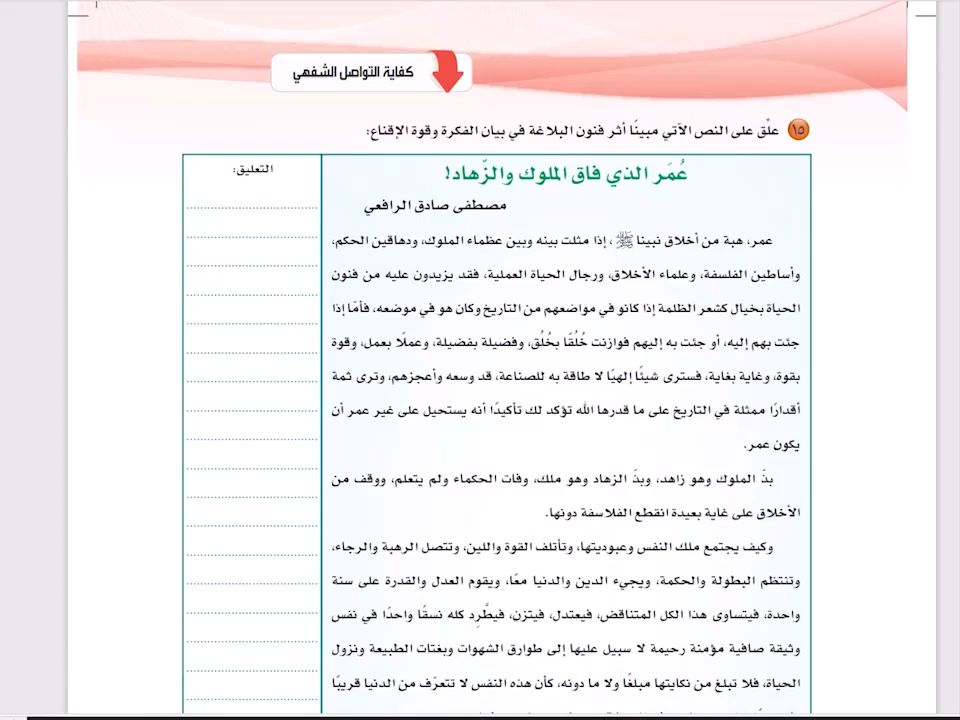 كفاية التواصل الشفهي
١٥ علِّق على النص الآتي مبينًا أثر فنون البلاغة في بيان الفكرة وقوة الإقناع:
عُمَر الذي فاق الملوك والزّهاد!
مصطفى صادق الرافعي
عمر، هبة من أخلاق نبينا ﷺ، إذا مثلت بينه وبين عظماء الملوك، ودهاقين الحكم،
وأساطين الفلسفة، وعلماء الأخلاق، ورجال الحياة العملية، فقد يزيدون عليه من فنون
الحياة بخيال كشعر الظلمة إذا كانو في مواضعهم من التاريخ وكان هو في موضعه، فأما إذا
جئت بهم إليه، أو جئت به إليهم فوازنت خُلُقًا بخُلُق، وفضيلة بفضيلة، وعملًا بعمل، وقوة
بقوة، وغاية بغاية، فسترى شيئًا إلهيًا لا طاقة به للصناعة، قد وسعه وأعجزهم، وترى ثمة
أقدارًا ممثلة في التاريخ على ما قدرها الله تؤكد لك تأكيدًا أنه يستحيل على غير عمر أن
يكون عمر.
بذّ الملوك وهو زاهد، وبذّ الزهاد وهو ملك، وفات الحكماء ولم يتعلم، ووقف من
الأخلاق على غاية بعيدة انقطع الفلاسفة دونها.
وكيف يجتمع ملك النفس وعبوديتها، وتأتلف القوة واللين، وتتصل الرهبة والرجاء،
وتنتظم البطولة والحكمة، ويجيء الدين والدنيا معًا، ويقوم العدل والقدرة على سنة
واحدة، فيتساوى هذا الكل المتناقض، فيعتدل، فيتزن، فيطَّرِد كله نسقًا واحدًا في نفس
وثيقة صافية مؤمنة رحيمة لا سبيل عليها إلى طوارق الشهوات وبغتات الطبيعة ونزول
الحياة، فلا تبلغ من نكايتها مبلغًا ولا ما دونه، كأن هذه النفس لا تتعرّف من الدنيا قريبًا
التعليق: